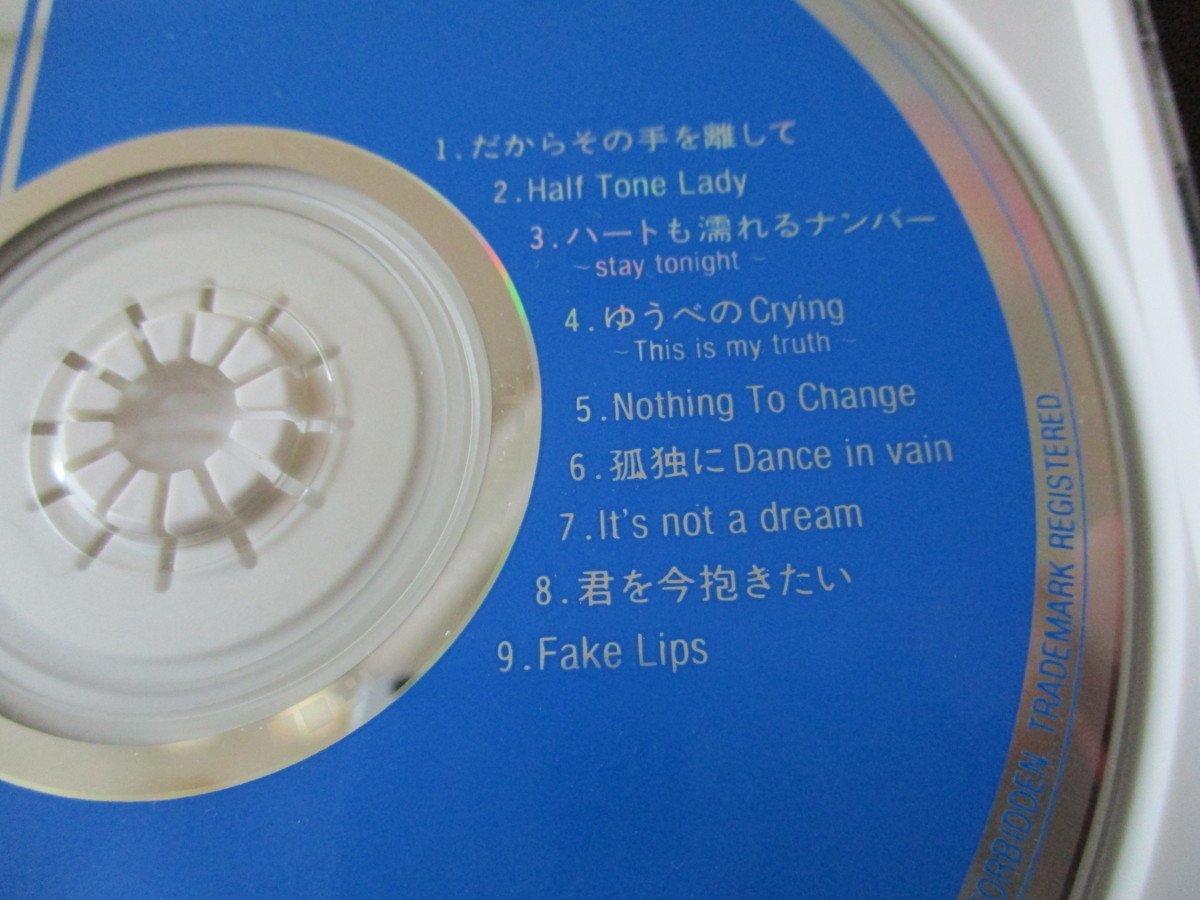 1.だからその手を離して
2.Half Tone Lady
3.ハートも濡れるナンバー
~stay tonight~
4.ゆうべのCrying
~This is my truth~
5.Nothing To Change
6.孤独にDance in vain
7.It's not a dream
8.君を今抱きたい
9.Fake Lips
FORBIDDEN. TRADEMARK REGISTERED